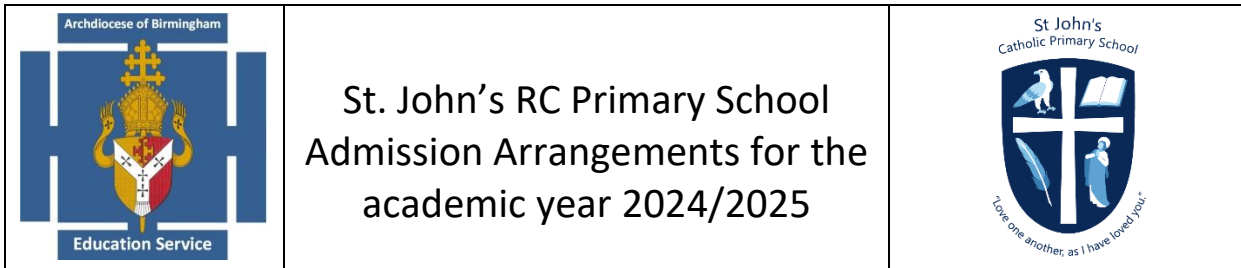 Archdiocese of Birmingham
Education Service
St. John’s RC Primary School
Admission Arrangements for the
academic year 2024/2025
St John's
Catholic Primary School
"Love one another, as I have loved you."